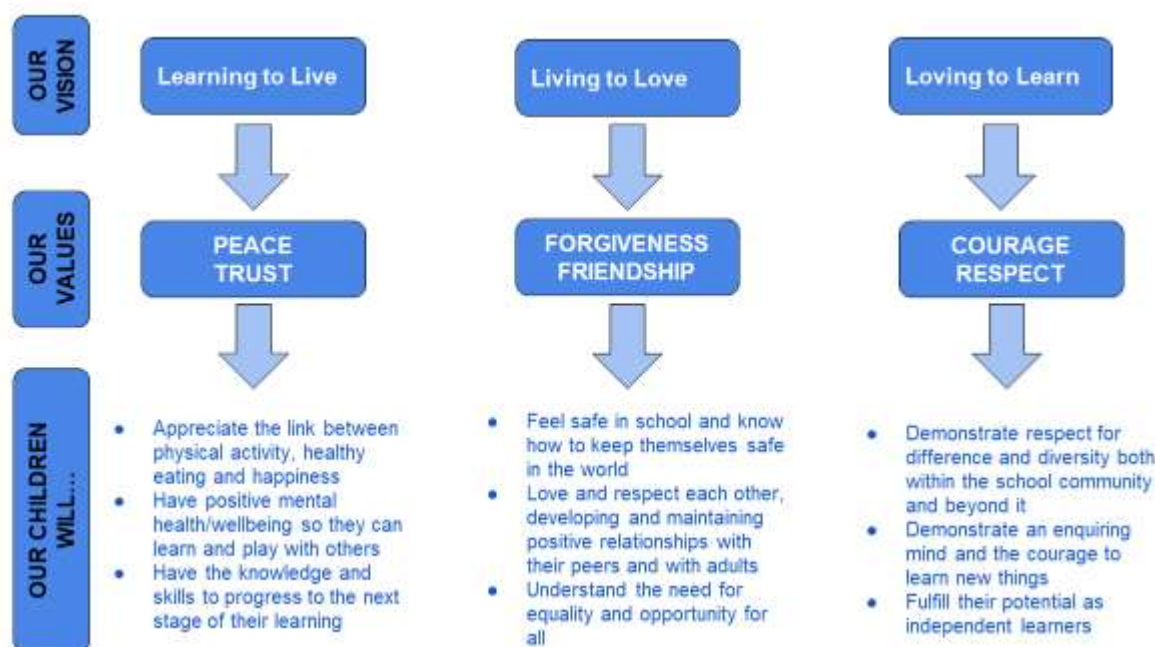 OUR
VISION
Learning to Live
Living to Love
Loving to Learn
OUR
VALUES
PEACE
TRUST
FORGIVENESS
FRIENDSHIP
COURAGE
RESPECT
OUR CHILDREN
WILL...
● Appreciate the link between
physical activity, healthy
eating and happiness
● Have positive mental
health/wellbeing so they can
learn and play with others
● Have the knowledge and
skills to progress to the next
stage of their learning
● Feel safe in school and know
how to keep themselves safe
in the world
● Love and respect each other,
developing and maintaining
positive relationships with
their peers and with adults
● Understand the need for
equality and opportunity for
all
● Demonstrate respect for
difference and diversity both
within the school community
and beyond it
● Demonstrate an enquiring
mind and the courage to
learn new things
● Fulfill their potential as
independent learners